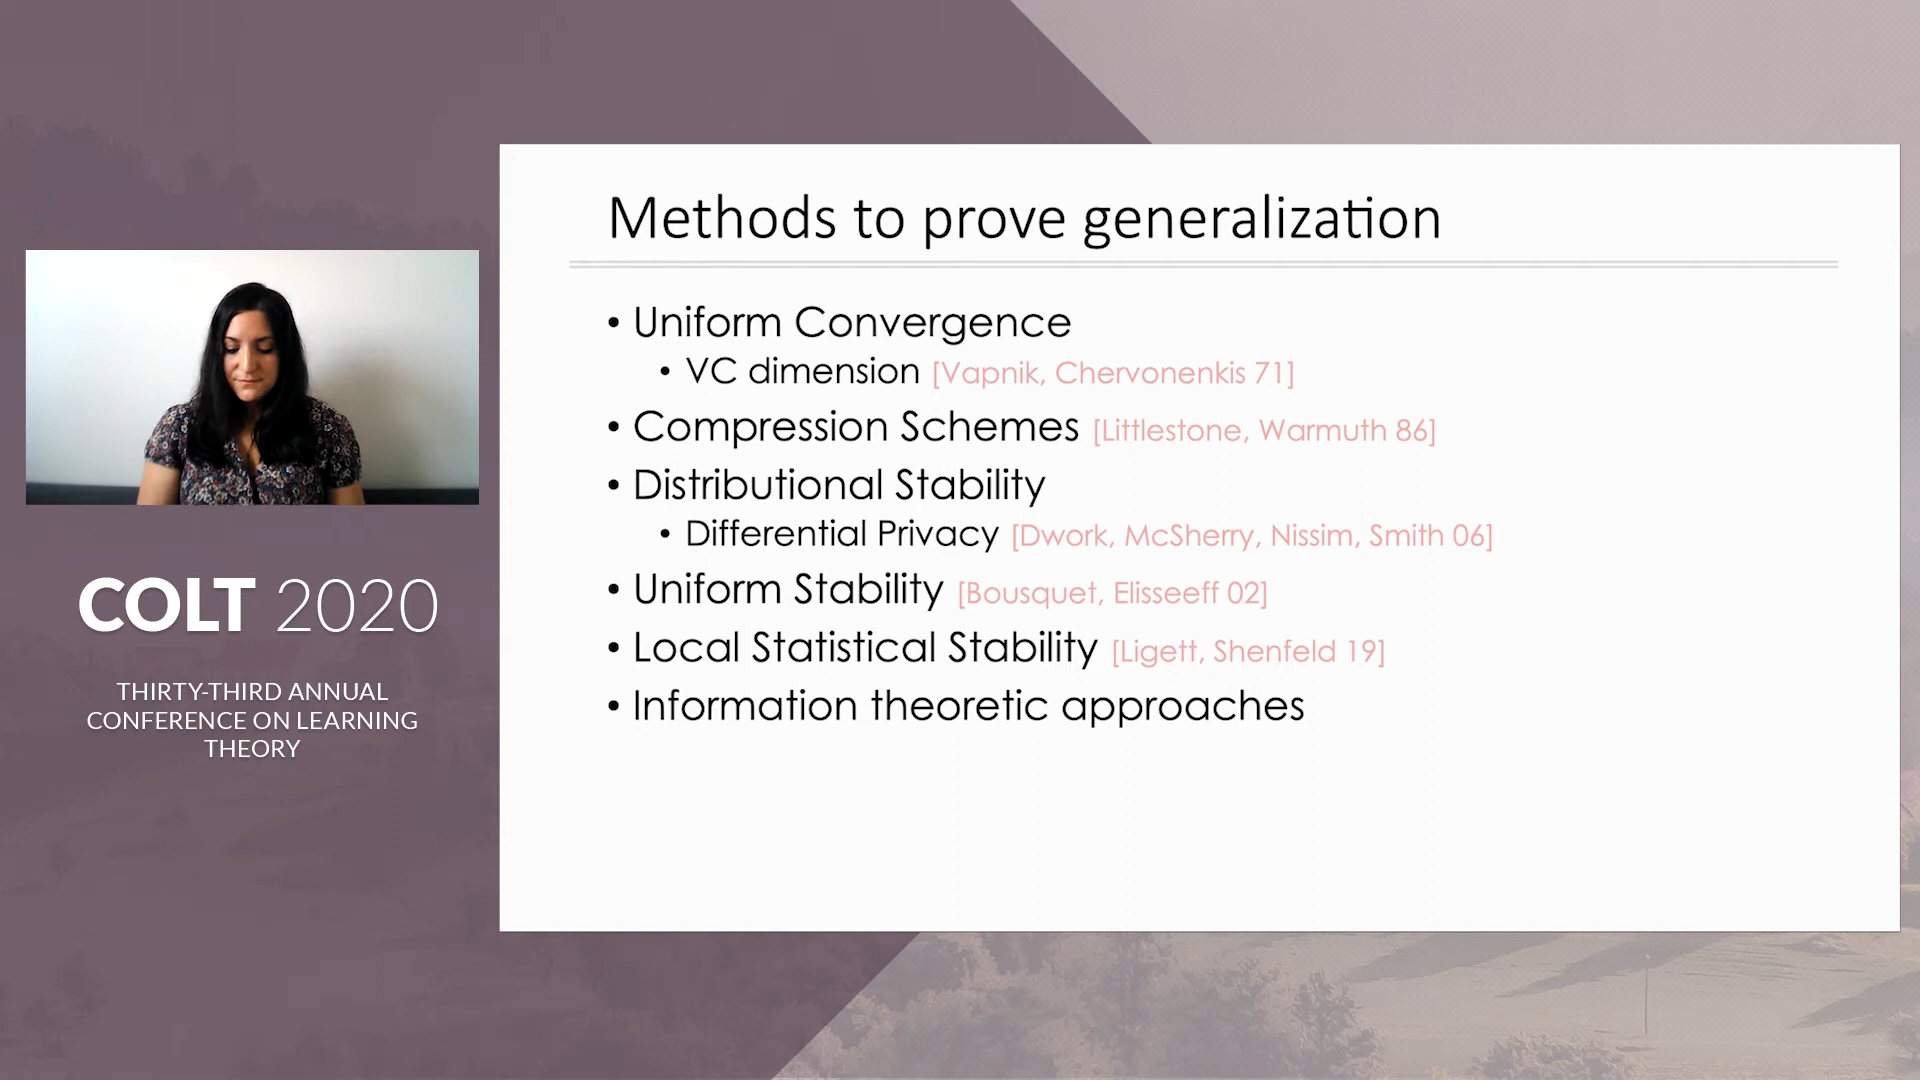 Methods to prove generalization
• Uniform Convergence
• VC dimension [Vapnik, Chervonenkis 71]
• Compression Schemes [Littlestone, Warmuth 86]
• Distributional Stability
• Differential Privacy [Dwork, McSherry, Nissim, Smith 06]
• Uniform Stability [Bousquet, Elisseeff 02]
• Local Statistical Stability [Ligett, Shenfeld 19]
• Information theoretic approaches
COLT 2020
THIRTY-THIRD ANNUAL
CONFERENCE ON LEARNING
THEORY